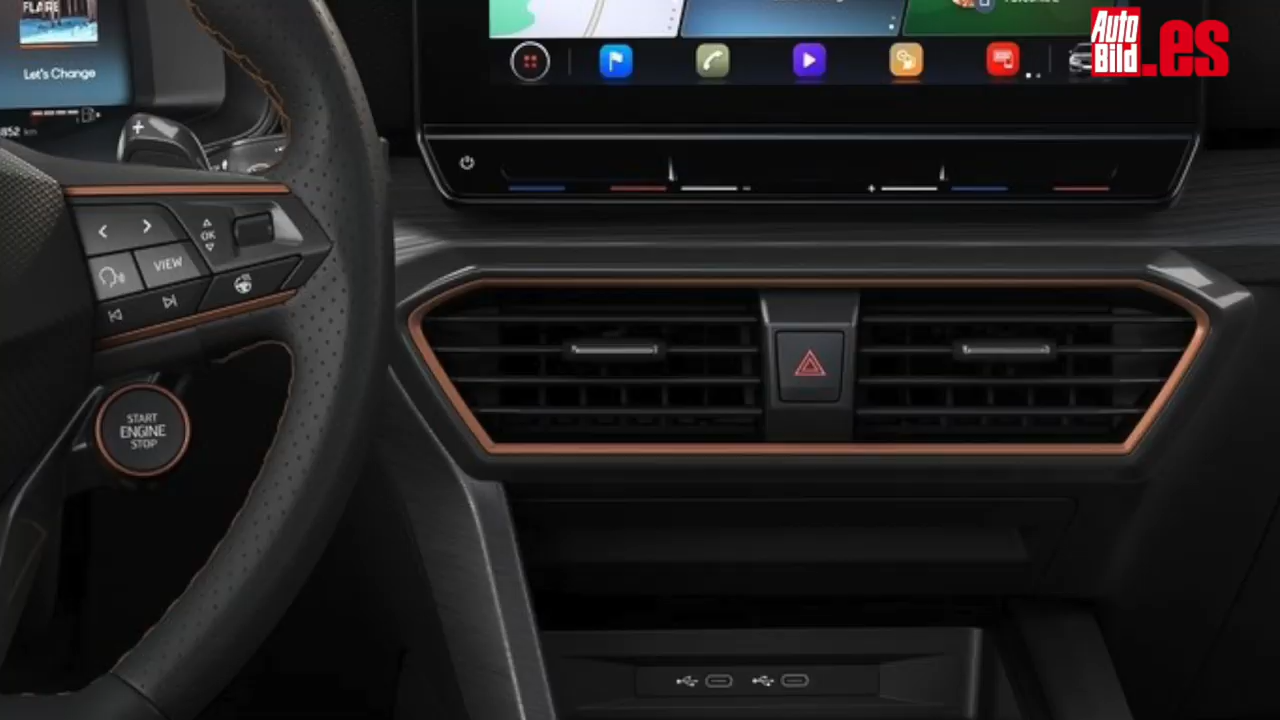 FLARE
Let's Change
852 km
OK
VIEW
START
ENGINE
STOP
Auto
Bild
.es